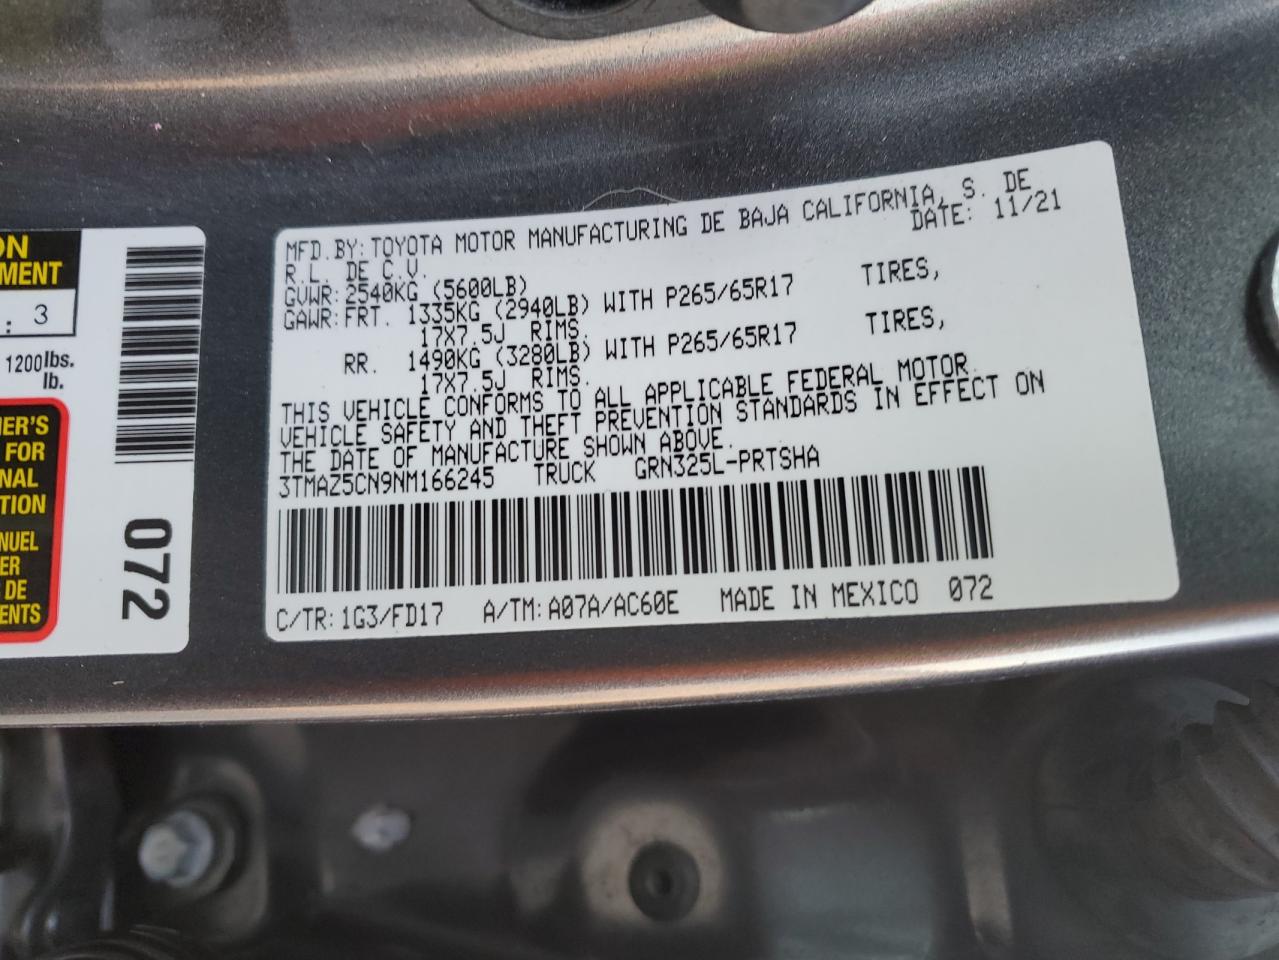 ON
MENT
: 3
1200lbs.
lb.
ER'S
FOR
NAL
TION
NUEL
ER
DE
ENTS
072
MFD.BY:TOYOTA MOTOR MANUFACTURING DE BAJA CALIFORNIA, S. DE
R.L. DE C.V. DATE: 11/21
GVWR:2540KG (5600LB)
GAWR:FRT. 1335KG (2940LB) WITH P265/65R17 TIRES,
17X7.5J RIMS.
RR. 1490KG (3280LB) WITH P265/65R17 TIRES,
17X7.5J RIMS.
THIS VEHICLE CONFORMS TO ALL APPLICABLE FEDERAL MOTOR
VEHICLE SAFETY AND THEFT PREVENTION STANDARDS IN EFFECT ON
THE DATE OF MANUFACTURE SHOWN ABOVE.
3TMAZ5CN9NM166245 TRUCK GRN325L-PRTSHA
C/TR:1G3/FD17 A/TM:A07A/AC60E MADE IN MEXICO 072